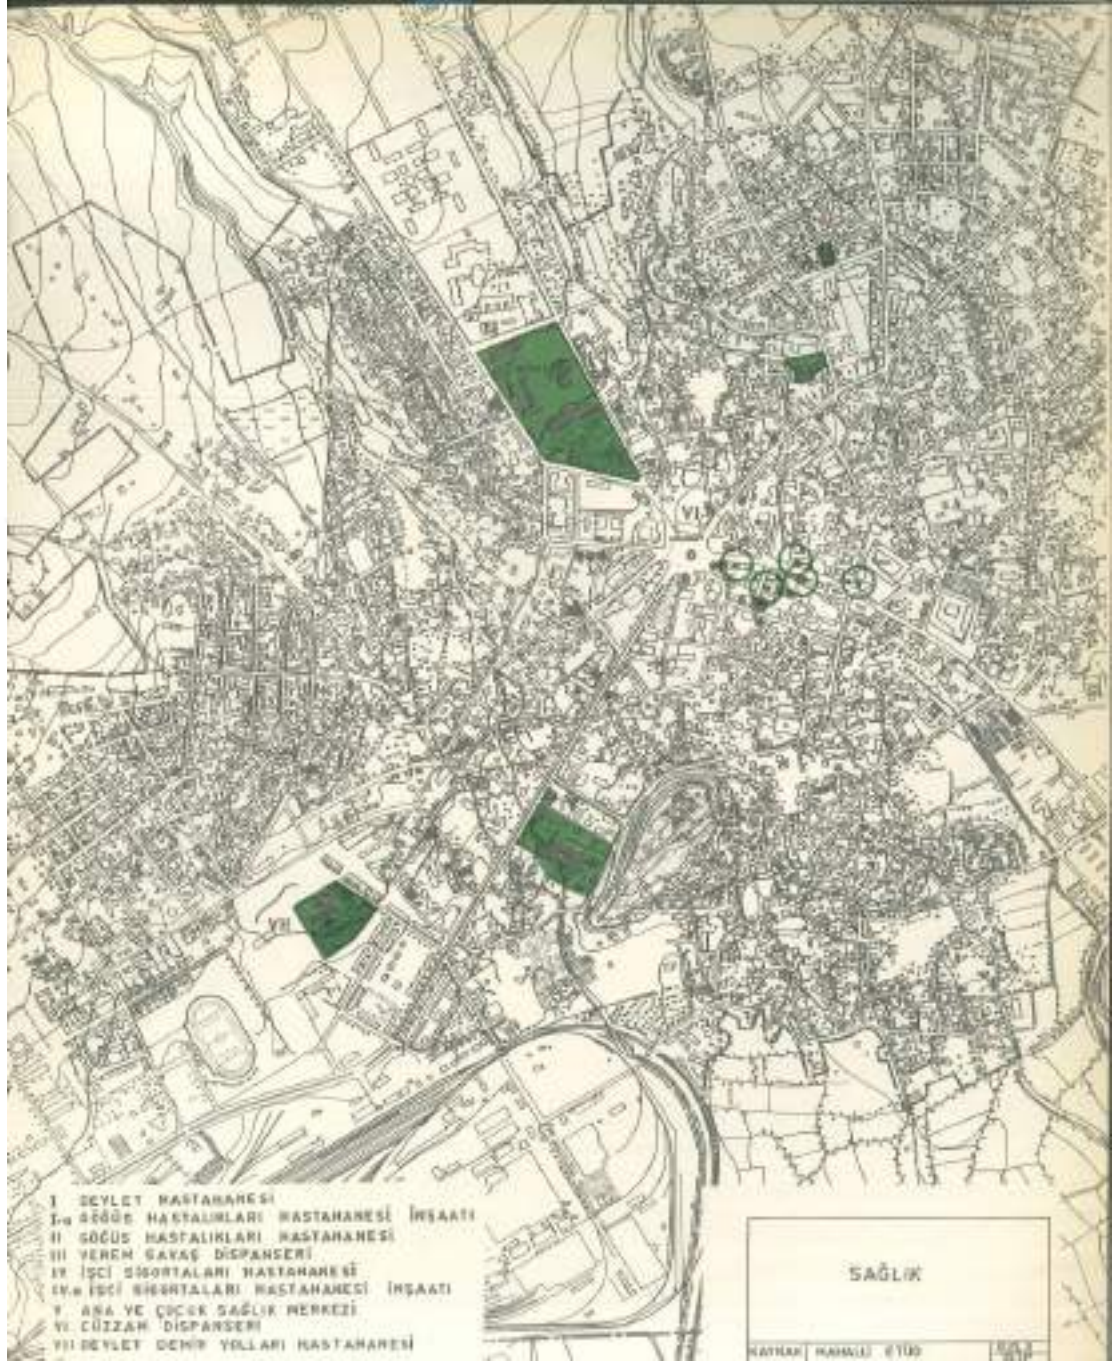 VI
VII
I DEVLET HASTAHANESİ
I-a GÖĞÜS HASTALIKLARI HASTAHANESİ İNŞAATI
II GÖĞÜS HASTALIKLARI HASTAHANESİ
III VEREM SAVAŞ DİSPANSERİ
IV İŞÇİ SİGORTALARI HASTAHANESİ
IV-a İŞÇİ SİGORTALARI HASTAHANESİ İNŞAATI
V ANA VE ÇOCUK SAĞLIK MERKEZİ
VI CÜZZAM DİSPANSERİ
VII DEVLET DEMİR YOLLARI HASTAHANESİ
SAĞLIK
KAYNAK MAHALLİ ETÜD